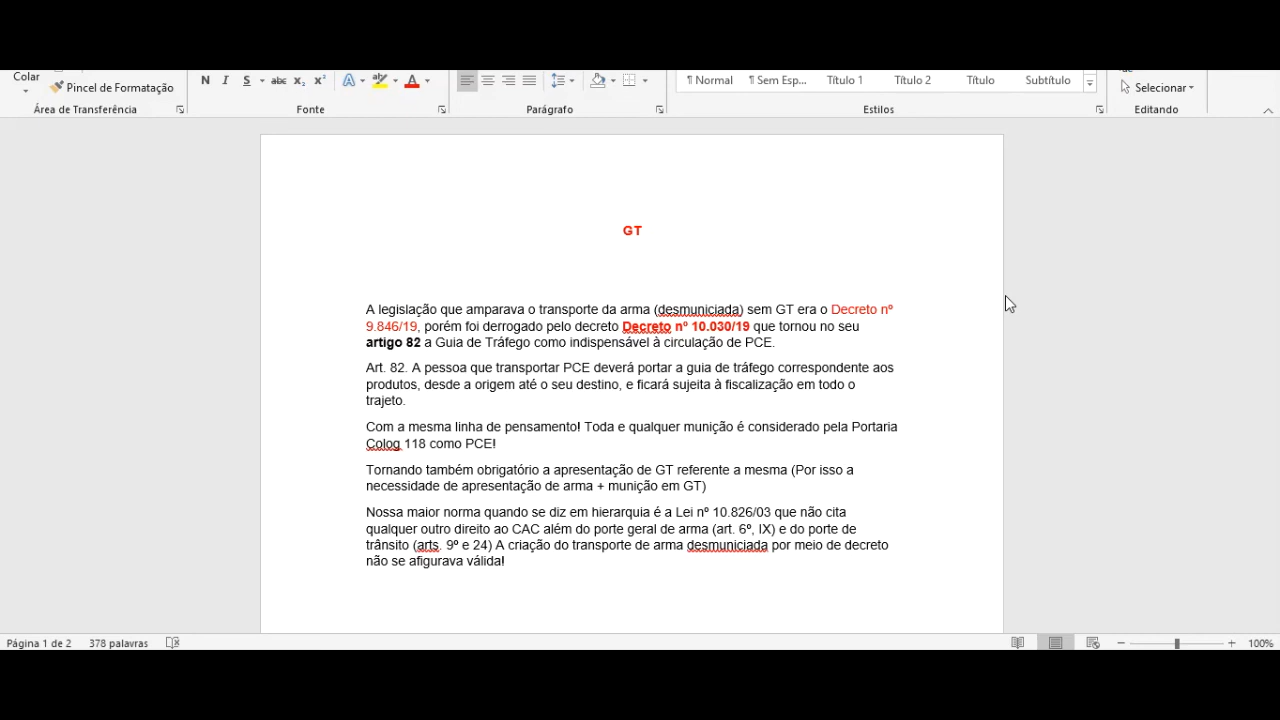 Colar
Pincel de Formatação
N I S abc x₂ x² A aby A
¶ Normal ¶ Sem Esp... Título 1 Título 2 Título Subtítulo
Selecionar
Área de Transferência Fonte Parágrafo Estilos Editando
GT
A legislação que amparava o transporte da arma (desmuniciada) sem GT era o Decreto nº
9.846/19, porém foi derrogado pelo decreto Decreto nº 10.030/19 que tornou no seu
artigo 82 a Guia de Tráfego como indispensável à circulação de PCE.
Art. 82. A pessoa que transportar PCE deverá portar a guia de tráfego correspondente aos
produtos, desde a origem até o seu destino, e ficará sujeita à fiscalização em todo o
trajeto.
Com a mesma linha de pensamento! Toda e qualquer munição é considerado pela Portaria
Colog 118 como PCE!
Tornando também obrigatório a apresentação de GT referente a mesma (Por isso a
necessidade de apresentação de arma + munição em GT)
Nossa maior norma quando se diz em hierarquia é a Lei nº 10.826/03 que não cita
qualquer outro direito ao CAC além do porte geral de arma (art. 6º, IX) e do porte de
trânsito (arts. 9º e 24) A criação do transporte de arma desmuniciada por meio de decreto
não se afigurava válida!
Página 1 de 2 378 palavras 100%